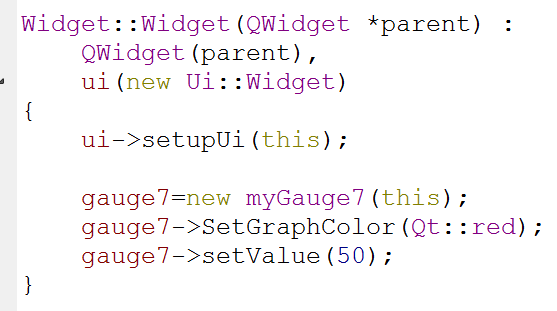 Widget::Widget(QWidget *parent) :
    QWidget(parent),
    ui(new Ui::Widget)
{
    ui->setupUi(this);

    gauge7=new myGauge7(this);
    gauge7->SetGraphColor(Qt::red);
    gauge7->setValue(50);
}